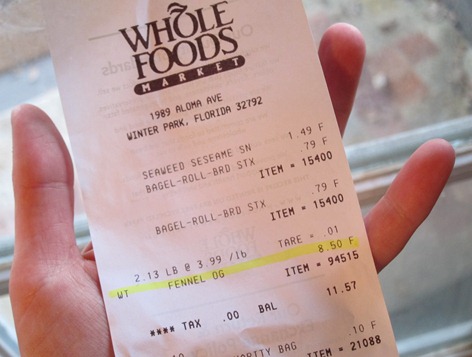 WHOLE
FOODS
MARKET
1989 ALOMA AVE
WINTER PARK, FLORIDA 32792
SEAWEED SESEME SN 1.49 F
BAGEL-ROLL-BRD STX .79 F
ITEM = 15400
BAGEL-ROLL-BRD STX .79 F
ITEM = 15400
2.13 LB @ 3.99 /lb TARE = .01
WT FENNEL OG 8.50 F
ITEM = 94515
**** TAX .00 BAL 11.57
BAG .10 F
ITEM = 21088